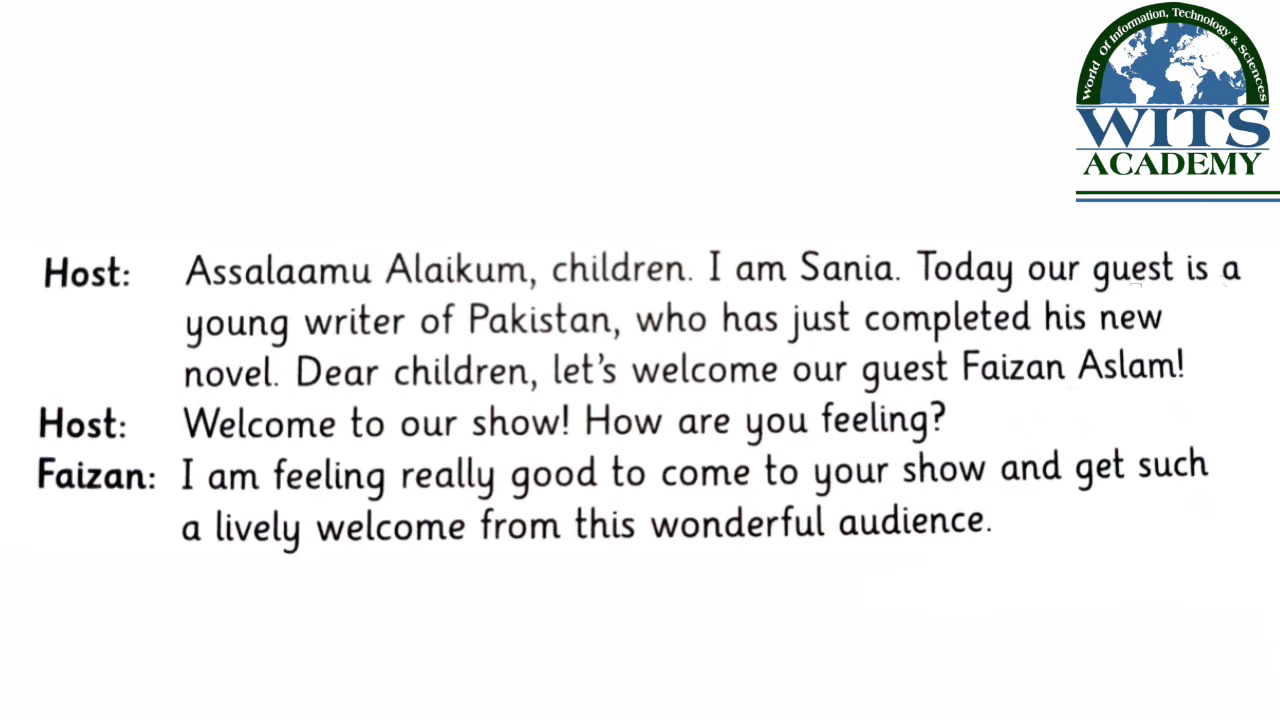 World Of Information, Technology & Sciences
WITS
ACADEMY
Host: Assalaamu Alaikum, children. I am Sania. Today our guest is a
young writer of Pakistan, who has just completed his new
novel. Dear children, let's welcome our guest Faizan Aslam!
Host: Welcome to our show! How are you feeling?
Faizan: I am feeling really good to come to your show and get such
a lively welcome from this wonderful audience.